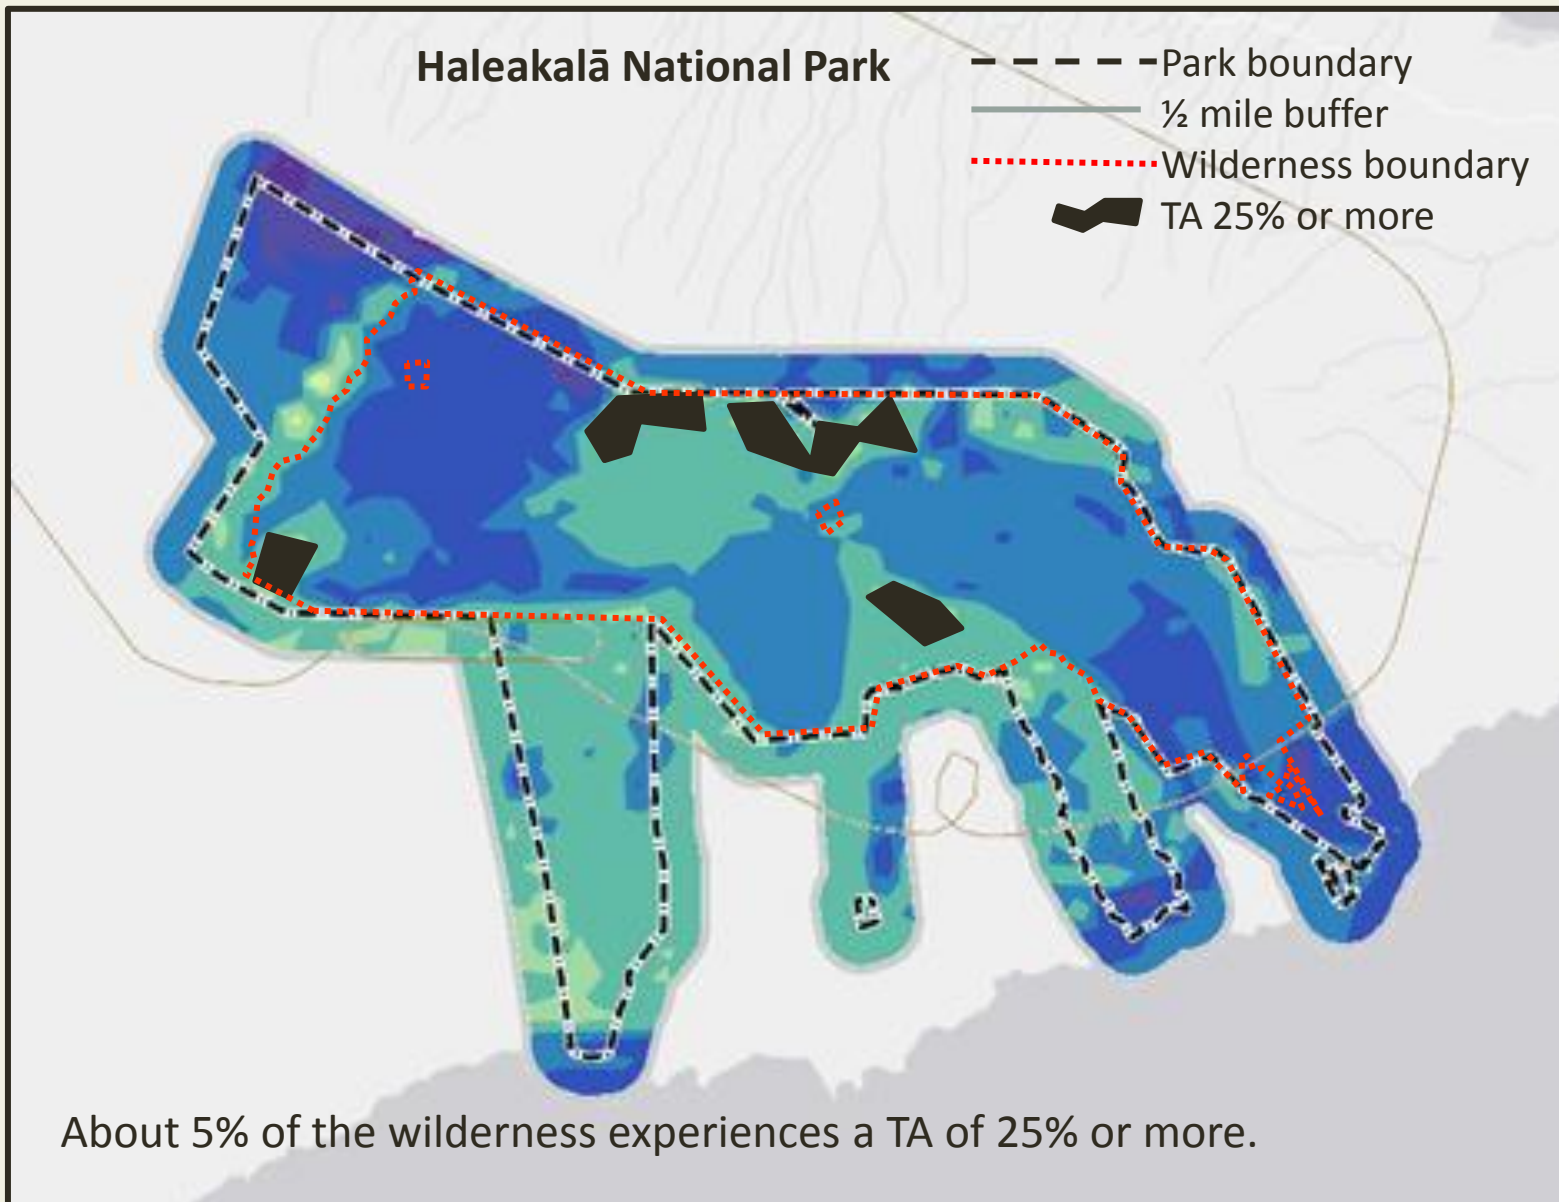 Haleakalā National Park
Park boundary
½ mile buffer
Wilderness boundary
TA 25% or more
About 5% of the wilderness experiences a TA of 25% or more.